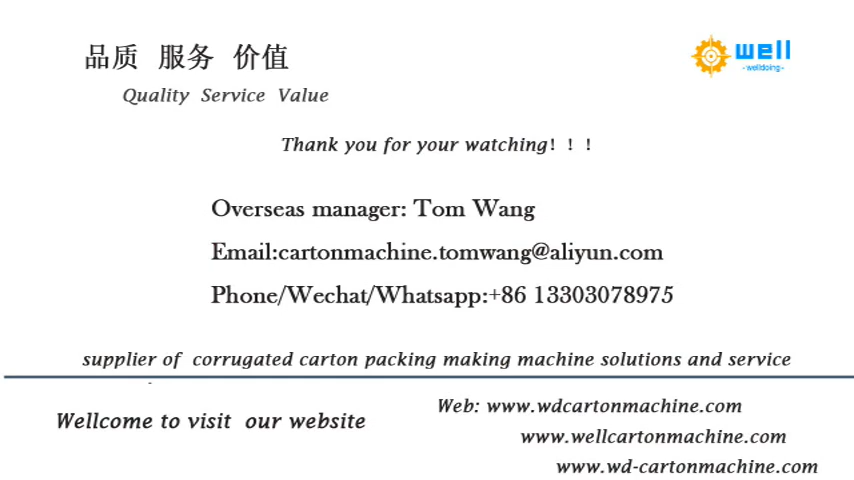 品质 服务 价值
well
-welldoing-
Quality Service Value
Thank you for your watching！！！
Overseas manager: Tom Wang
Email:cartonmachine.tomwang@aliyun.com
Phone/Wechat/Whatsapp:+86 13303078975
supplier of corrugated carton packing making machine solutions and service
Wellcome to visit our website
Web: www.wdcartonmachine.com
www.wellcartonmachine.com
www.wd-cartonmachine.com